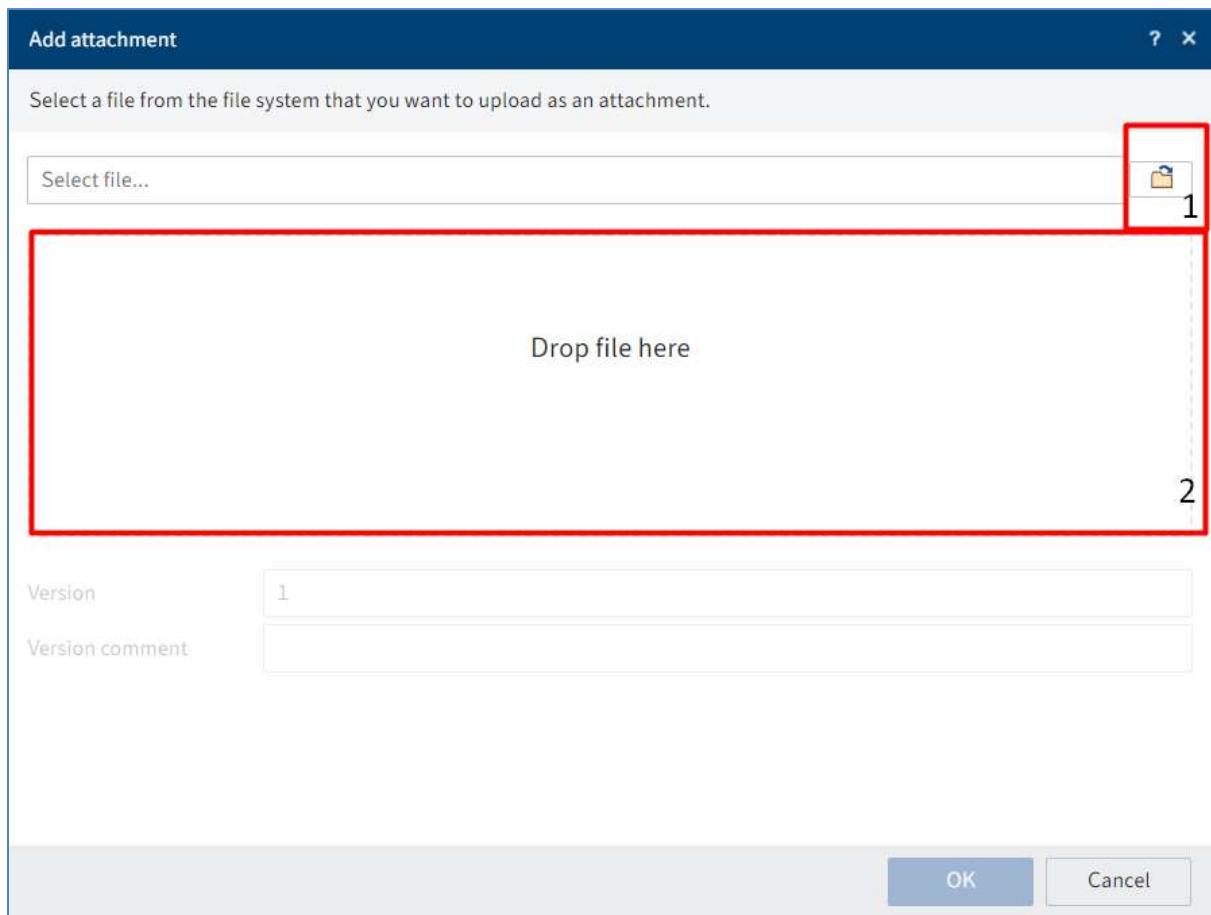 Add attachment ? ×
Select a file from the file system that you want to upload as an attachment.
Select file...
1
Drop file here
2
Version 1
Version comment
OK Cancel